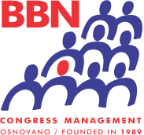 BBN
CONGRESS MANAGEMENT
OSNOVANO / FOUNDED IN 1989